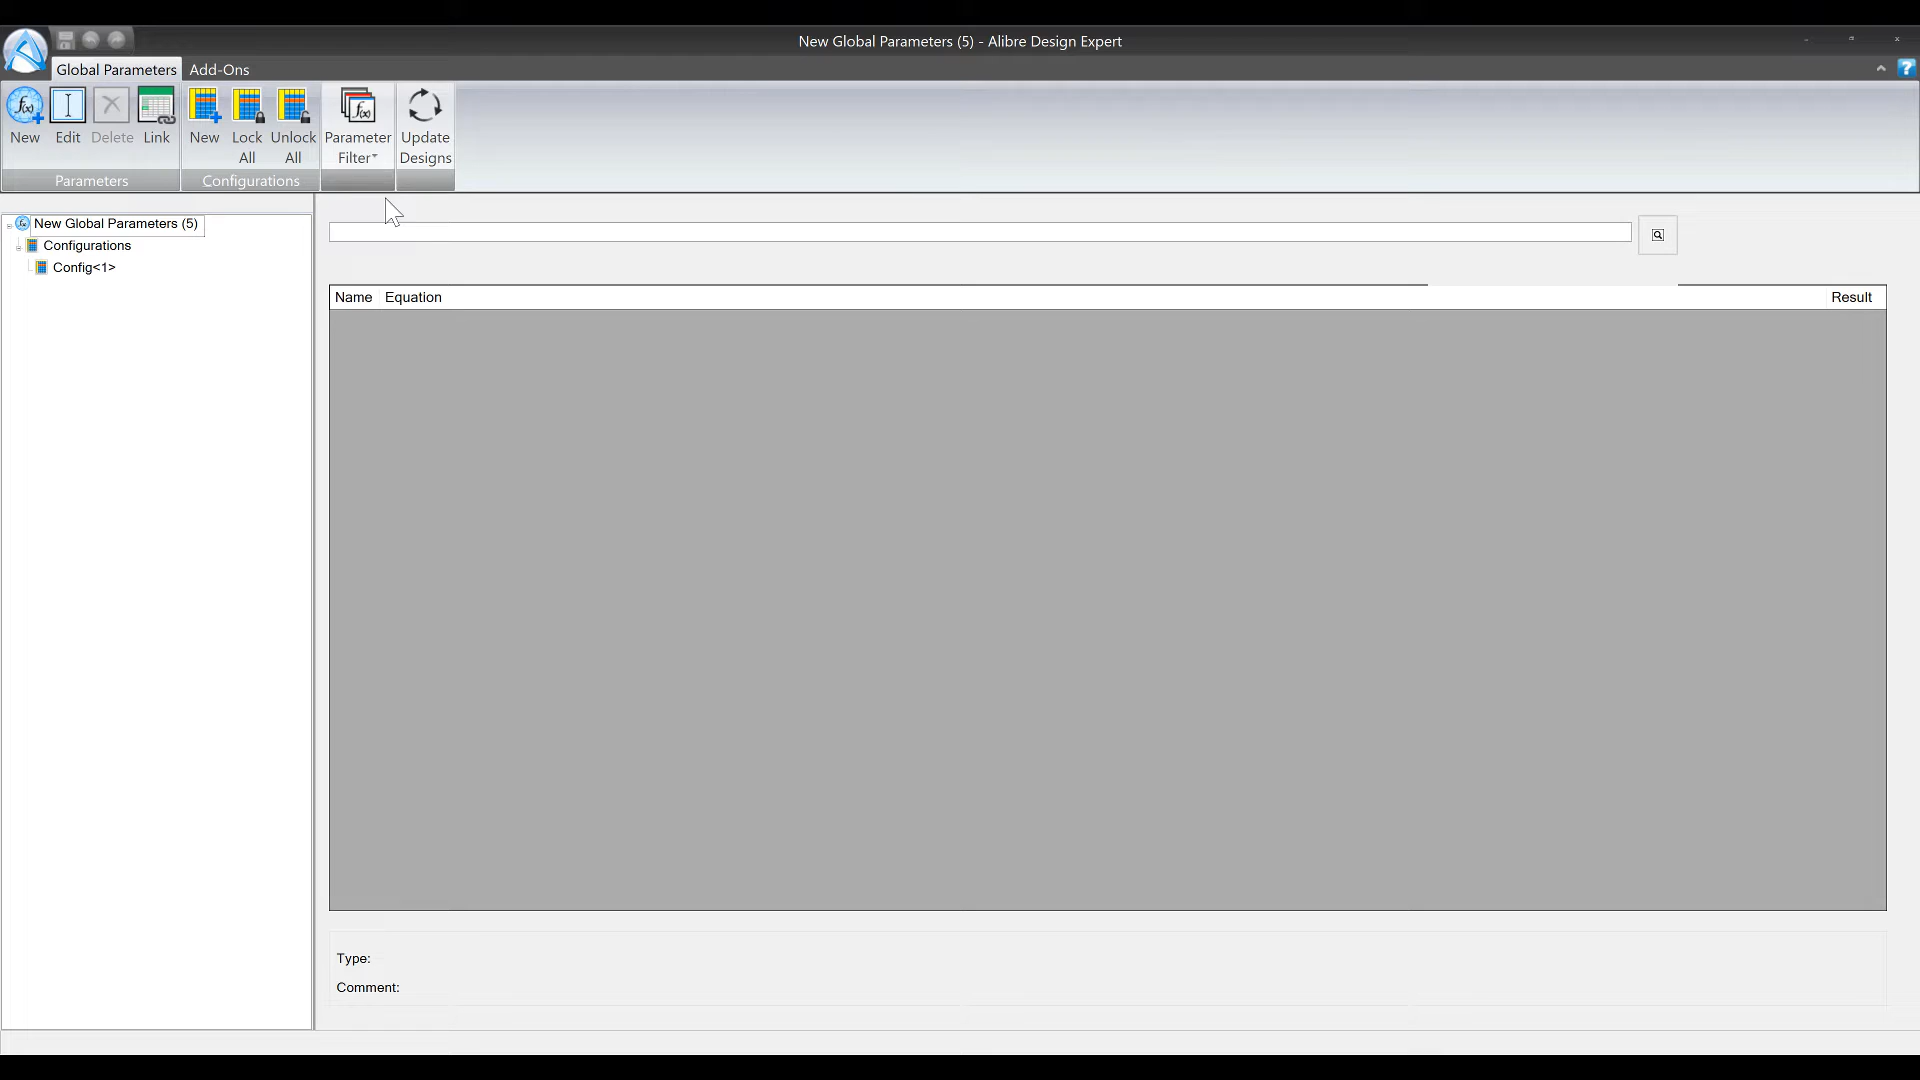 New Global Parameters (5) - Alibre Design Expert
Global Parameters Add-Ons
New Edit Delete Link New Lock All Unlock All Parameter Filter Update Designs
Parameters Configurations
New Global Parameters (5)
Configurations
Config<1>
Name Equation Result
Type:
Comment: